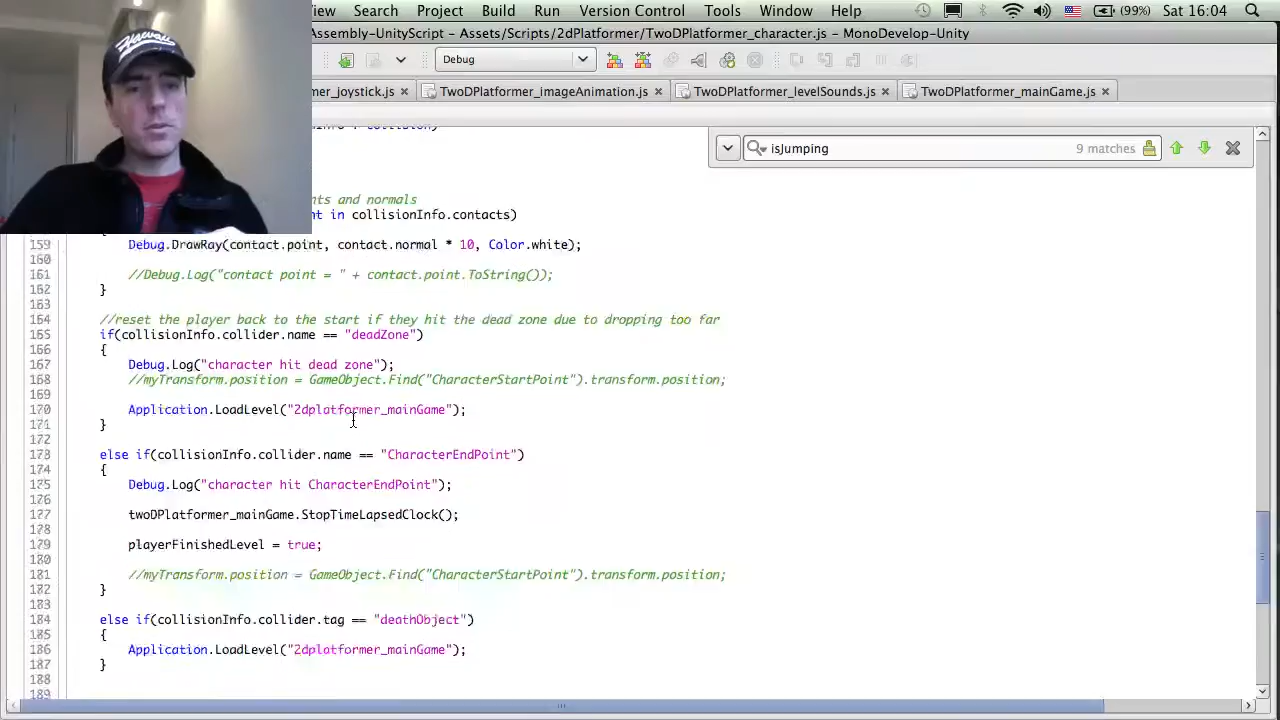 View Search Project Build Run Version Control Tools Window Help (99%) Sat 16:04
Assembly-UnityScript – Assets/Scripts/2dPlatformer/TwoDPlatformer_character.js – MonoDevelop-Unity
Hawaii
Debug
mer_joystick.js TwoDPlatformer_imageAnimation.js TwoDPlatformer_levelSounds.js TwoDPlatformer_mainGame.js
isJumping 9 matches
nts and normals
nt in collisionInfo.contacts)
159 Debug.DrawRay(contact.point, contact.normal * 10, Color.white);
160
161 //Debug.Log("contact point = " + contact.point.ToString());
162 }
163
164 //reset the player back to the start if they hit the dead zone due to dropping too far
165 if(collisionInfo.collider.name == "deadZone")
166 {
167 Debug.Log("character hit dead zone");
168 //myTransform.position = GameObject.Find("CharacterStartPoint").transform.position;
169
170 Application.LoadLevel("2dplatformer_mainGame");
171 }
172
173 else if(collisionInfo.collider.name == "CharacterEndPoint")
174 {
175 Debug.Log("character hit CharacterEndPoint");
176
177 twoDPlatformer_mainGame.StopTimeLapsedClock();
178
179 playerFinishedLevel = true;
180
181 //myTransform.position = GameObject.Find("CharacterStartPoint").transform.position;
182 }
183
184 else if(collisionInfo.collider.tag == "deathObject")
185 {
186 Application.LoadLevel("2dplatformer_mainGame");
187 }
188
189